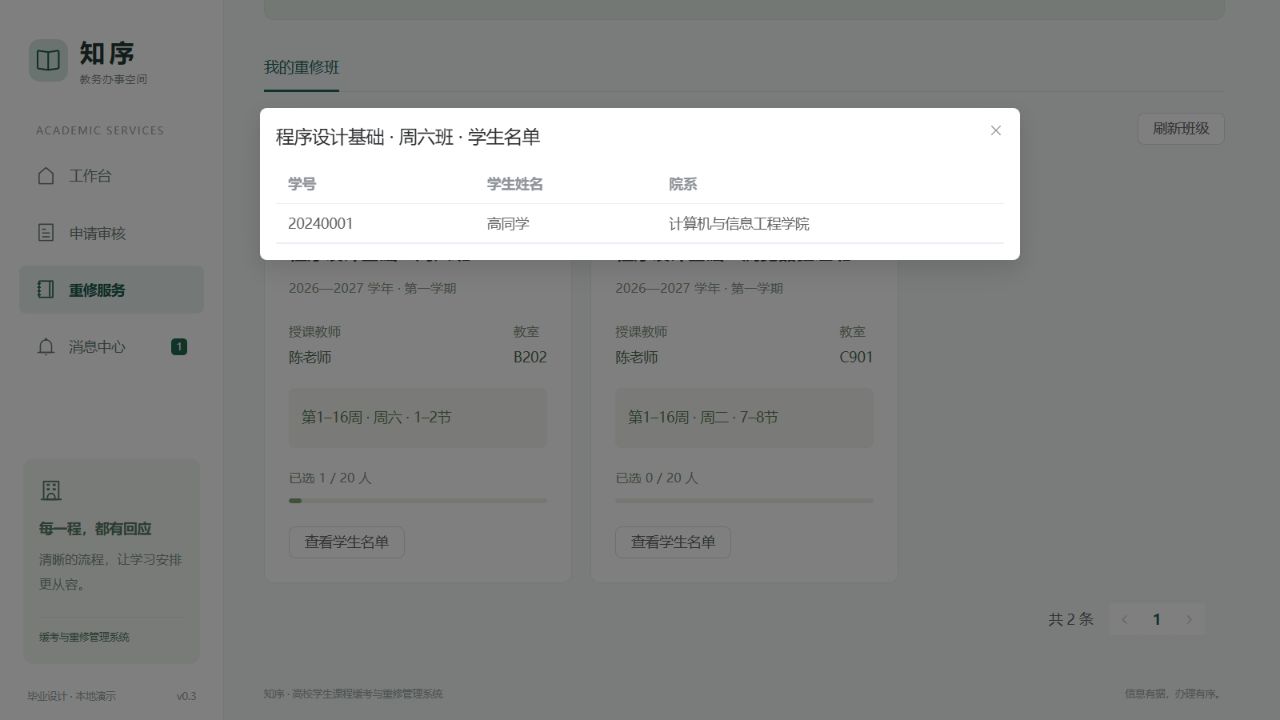 知序
教务办事空间
ACADEMIC SERVICES
工作台
申请审核
重修服务
消息中心
1
每一程，都有回应
清晰的流程，让学习安排
更从容。
缓考与重修管理系统
毕业设计 · 本地演示
v0.3
我的重修班
刷新班级
程序设计基础 · 周六班 · 学生名单
学号 学生姓名 院系
20240001 高同学 计算机与信息工程学院
2026—2027 学年 · 第一学期
授课教师 教室
陈老师 B202
第1–16周 · 周六 · 1–2节
已选 1 / 20 人
查看学生名单
2026—2027 学年 · 第一学期
授课教师 教室
陈老师 C901
第1–16周 · 周二 · 7–8节
已选 0 / 20 人
查看学生名单
共 2 条
1
知序 · 高校学生课程缓考与重修管理系统
信息有据，办理有序。